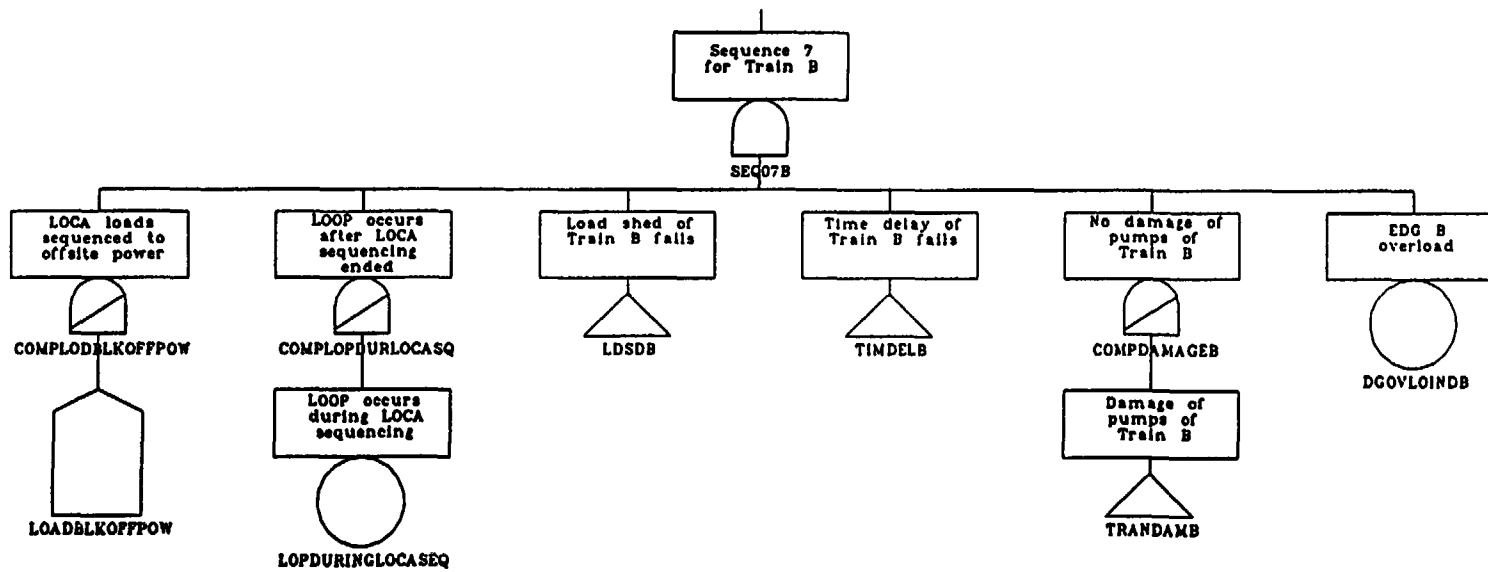 Sequence 7
for Train B
SEQ07B
LOCA loads
sequenced to
offsite power
COMPLODBLKOFFPOW
LOADBLKOFFPOW
LOOP occurs
after LOCA
sequencing
ended
COMPLOPDURLOCASQ
LOOP occurs
during LOCA
sequencing
LOPDURINGLOCASEQ
Load shed of
Train B fails
LDSDB
Time delay of
Train B fails
TIMDELB
No damage of
pumps of
Train B
COMPDAMAGEB
Damage of
pumps of
Train B
TRANDAMB
EDG B
overload
DGOVLOINDB